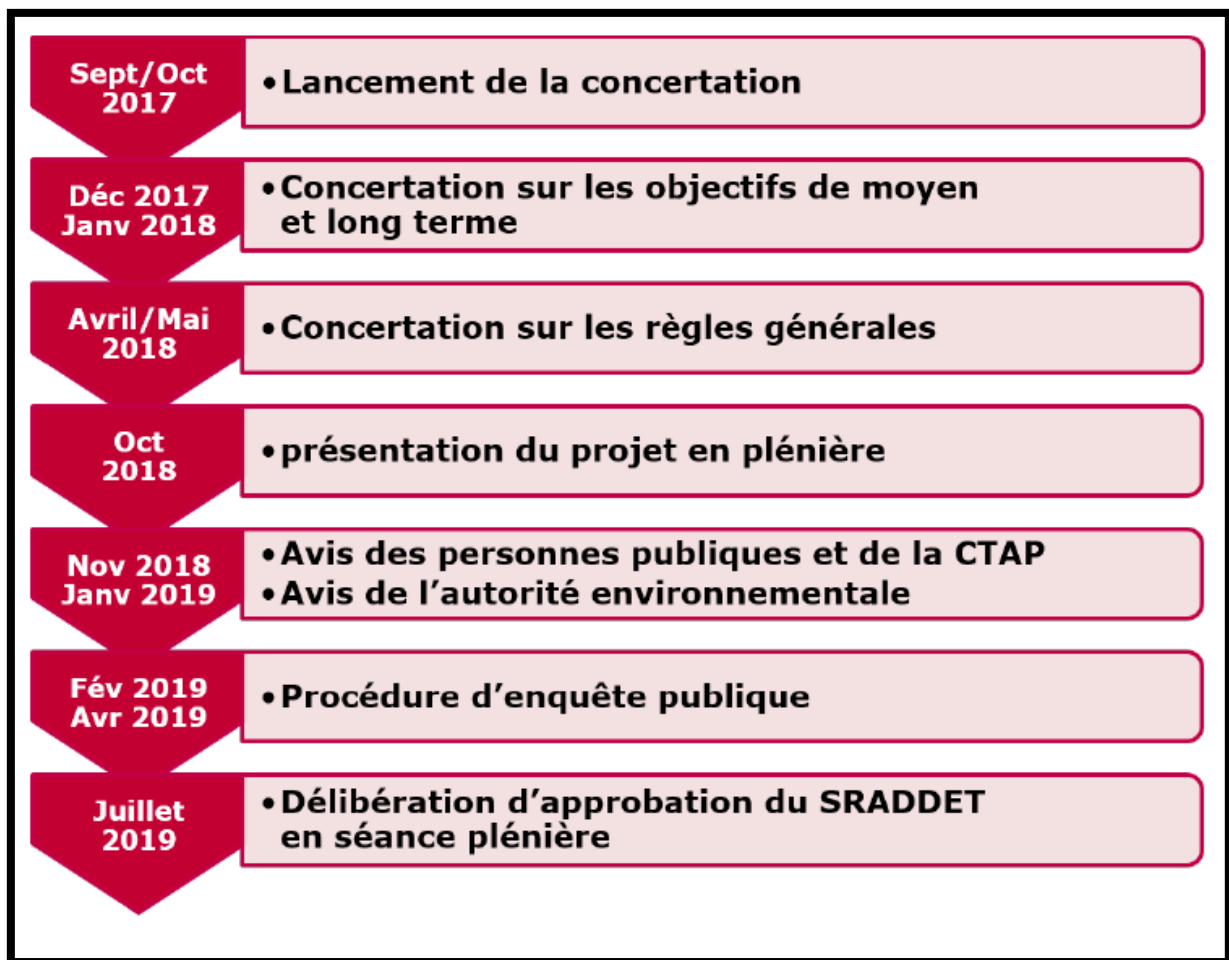 Sept/Oct
2017
•Lancement de la concertation
Déc 2017
Janv 2018
•Concertation sur les objectifs de moyen
et long terme
Avril/Mai
2018
•Concertation sur les règles générales
Oct
2018
•présentation du projet en plénière
Nov 2018
Janv 2019
•Avis des personnes publiques et de la CTAP
•Avis de l’autorité environnementale
Fév 2019
Avr 2019
•Procédure d’enquête publique
Juillet
2019
•Délibération d’approbation du SRADDET
en séance plénière